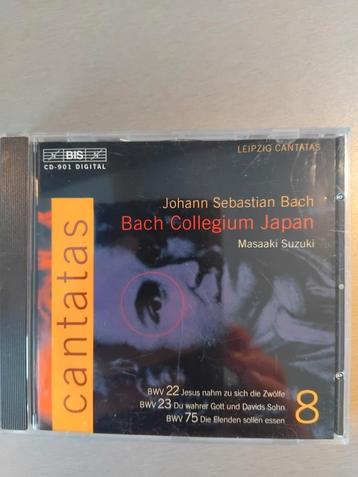 BIS
CD-901 DIGITAL
LEIPZIG CANTATAS
Johann Sebastian Bach
Bach Collegium Japan
Masaaki Suzuki
cantatas
BWV 22 Jesus nahm zu sich die Zwölfe
BWV 23 Du wahrer Gott und Davids Sohn
BWV 75 Die Elenden sollen essen
8